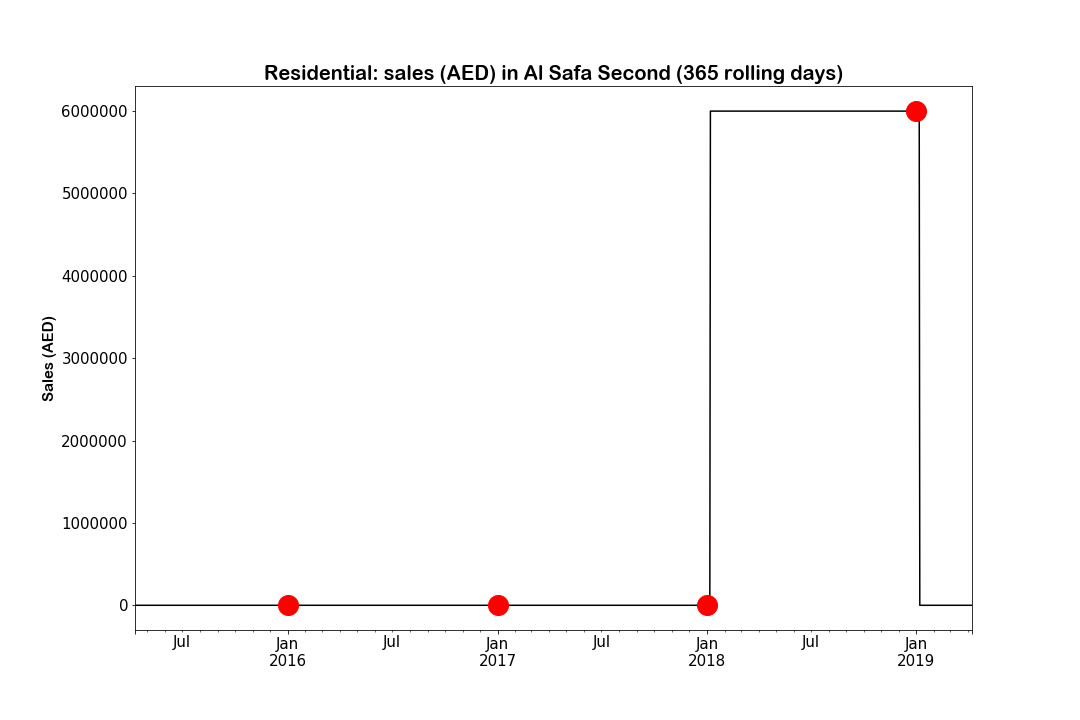 Residential: sales (AED) in Al Safa Second (365 rolling days)
6000000
5000000
4000000
3000000
2000000
1000000
0
Sales (AED)
Jul Jan Jul Jan Jul Jan Jul Jan
2016 2017 2018 2019